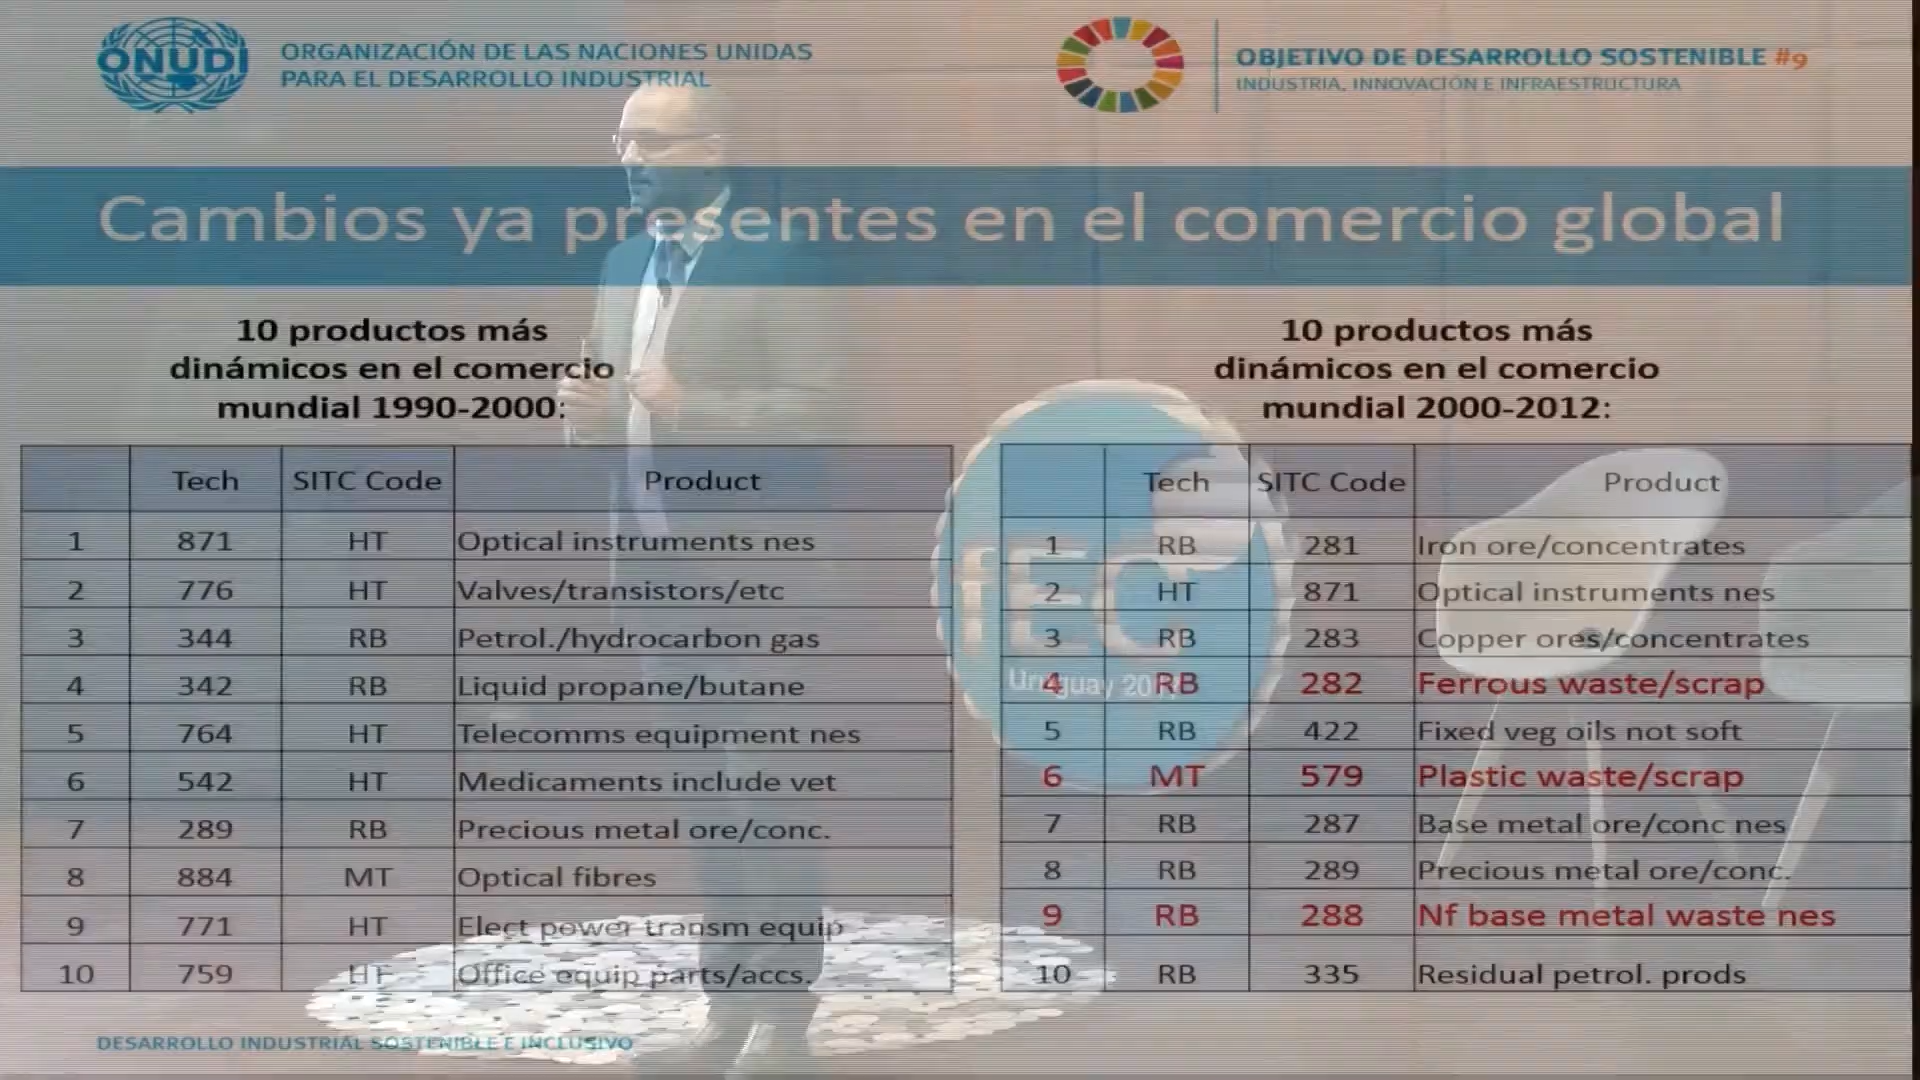 ONUDI
ORGANIZACIÓN DE LAS NACIONES UNIDAS
PARA EL DESARROLLO INDUSTRIAL
OBJETIVO DE DESARROLLO SOSTENIBLE #9
INDUSTRIA, INNOVACIÓN E INFRAESTRUCTURA
Cambios ya presentes en el comercio global
10 productos más
dinámicos en el comercio
mundial 1990-2000:
Tech SITC Code Product
1 871 HT Optical instruments nes
2 776 HT Valves/transistors/etc
3 344 RB Petrol./hydrocarbon gas
4 342 RB Liquid propane/butane
5 764 HT Telecomms equipment nes
6 542 HT Medicaments include vet
7 289 RB Precious metal ore/conc.
8 884 MT Optical fibres
9 771 HT Elect power transm equip
10 759 HT Office equip parts/accs.
10 productos más
dinámicos en el comercio
mundial 2000-2012:
Tech SITC Code Product
1 RB 281 Iron ore/concentrates
2 HT 871 Optical instruments nes
3 RB 283 Copper ores/concentrates
4 RB 282 Ferrous waste/scrap
5 RB 422 Fixed veg oils not soft
6 MT 579 Plastic waste/scrap
7 RB 287 Base metal ore/conc nes
8 RB 289 Precious metal ore/conc.
9 RB 288 Nf base metal waste nes
10 RB 335 Residual petrol. prods
fEC
Uruguay
DESARROLLO INDUSTRIAL SOSTENIBLE E INCLUSIVO